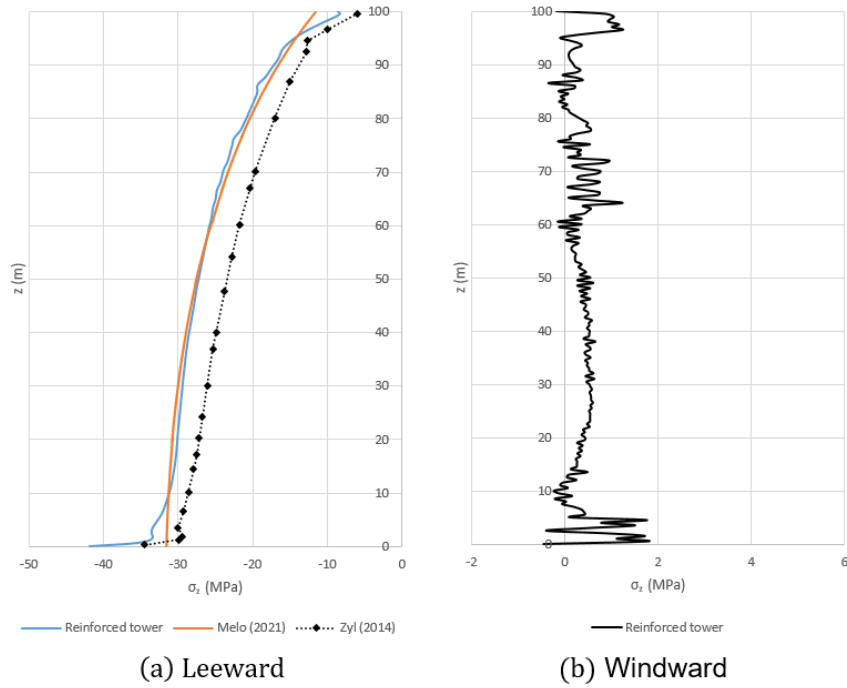 100
90
80
70
60
50
40
30
20
10
0
z (m)
-50 -40 -30 -20 -10 0
σz (MPa)
Reinforced tower Melo (2021) Zyl (2014)
(a) Leeward
100
90
80
70
60
50
40
30
20
10
0
z (m)
-2 0 2 4 6
σz (MPa)
Reinforced tower
(b) Windward